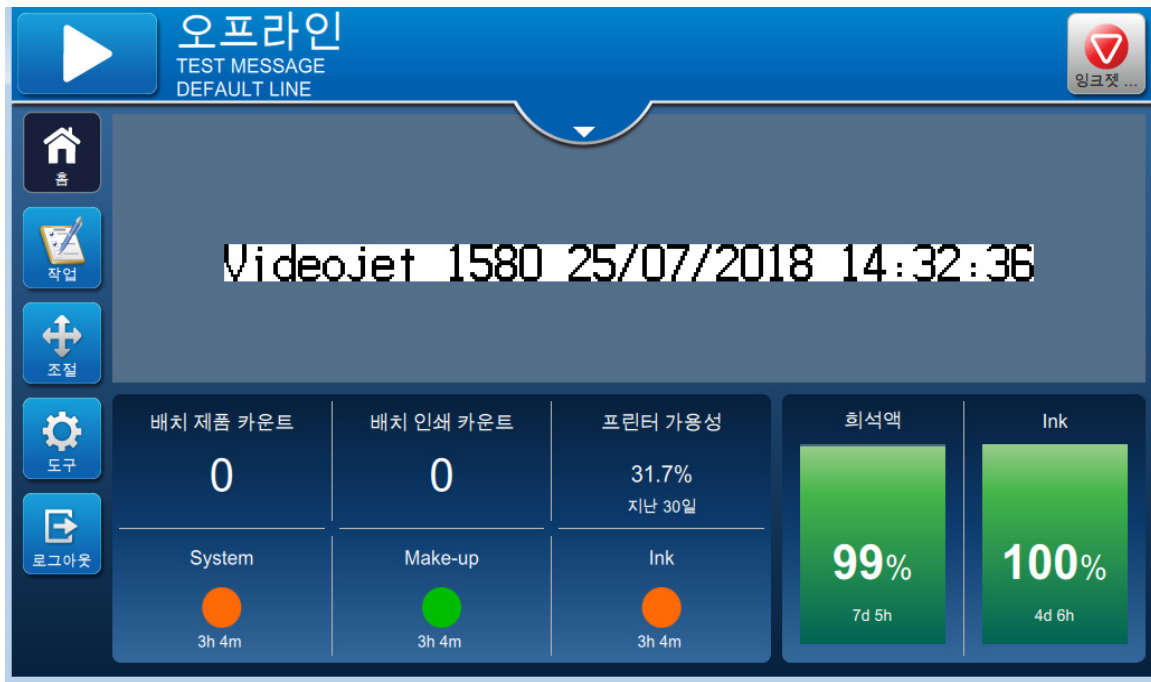 오프라인
TEST MESSAGE
DEFAULT LINE
잉크젯 ...
홈
작업
조절
도구
로그아웃
Videojet 1580 25/07/2018 14:32:36
배치 제품 카운트
0
배치 인쇄 카운트
0
프린터 가용성
31.7%
지난 30일
System
3h 4m
Make-up
3h 4m
Ink
3h 4m
희석액
99%
7d 5h
Ink
100%
4d 6h